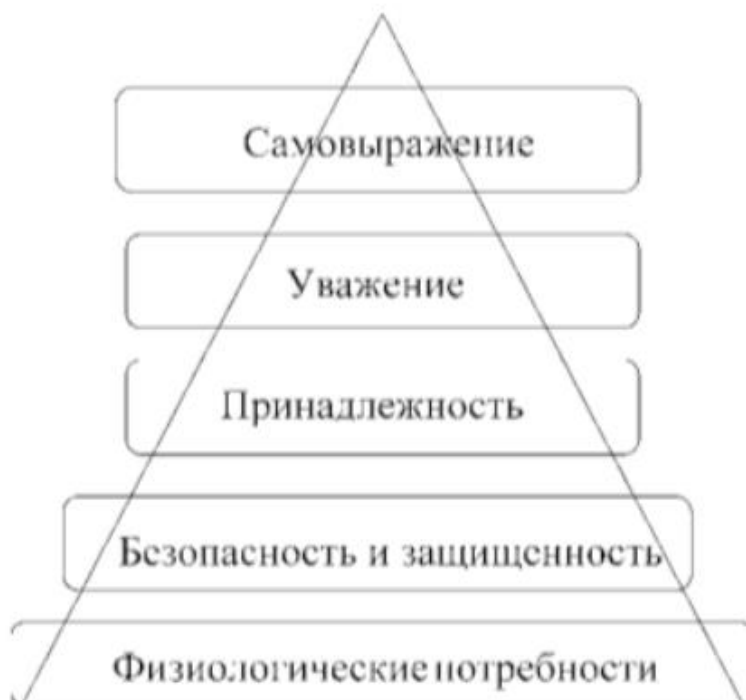 Самовыражение
Уважение
Принадлежность
Безопасность и защищенность
Физиологические потребности